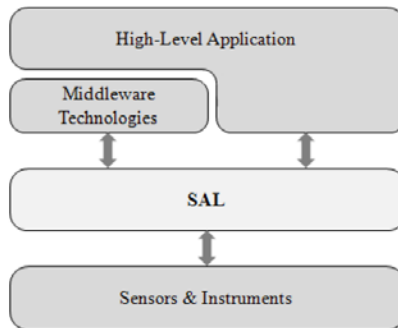 High-Level Application
Middleware
Technologies
SAL
Sensors & Instruments